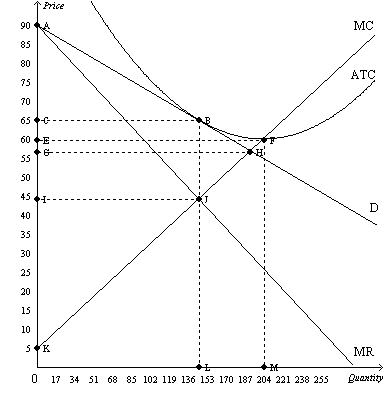 Price
MC
90 A
85
80
ATC
75
70
65 C B
60 E F
G H
55
50
45 I J
40
35
D
30
25
20
15
10
5 K
MR
L M
0 17 34 51 68 85 102 119 136 153 170 187 204 221 238 255 Quantity